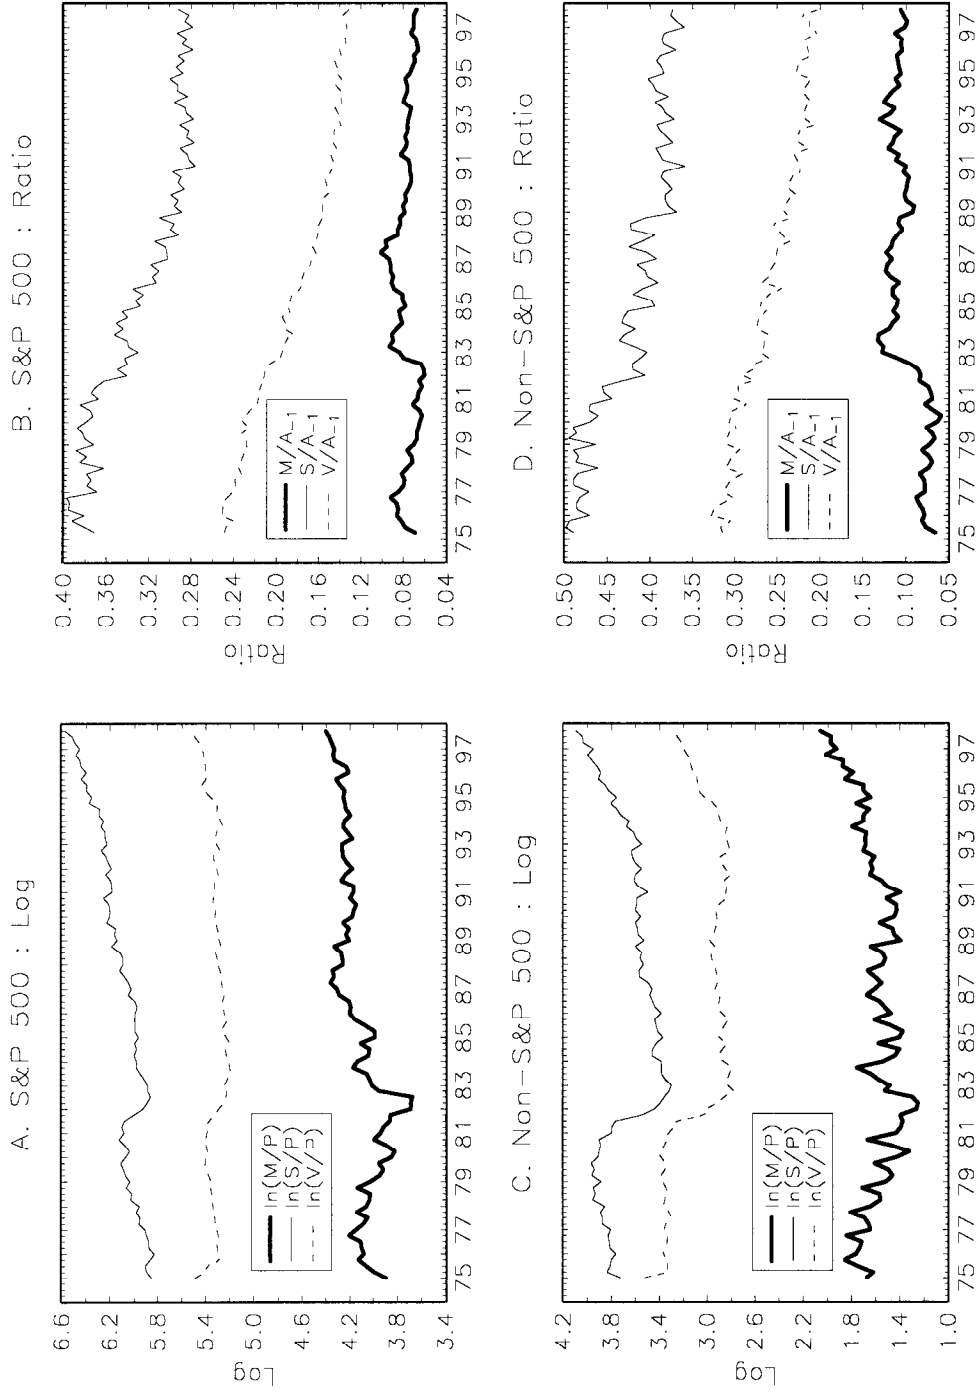 A. S&P 500 : Log
Log
6.6
6.2
5.8
5.4
5.0
4.6
4.2
3.8
3.4
ln(M/P)
ln(S/P)
ln(V/P)
75 77 79 81 83 85 87 89 91 93 95 97
B. S&P 500 : Ratio
Ratio
0.40
0.36
0.32
0.28
0.24
0.20
0.16
0.12
0.08
0.04
M/A₋₁
S/A₋₁
V/A₋₁
75 77 79 81 83 85 87 89 91 93 95 97
C. Non-S&P 500 : Log
Log
4.2
3.8
3.4
3.0
2.6
2.2
1.8
1.4
1.0
ln(M/P)
ln(S/P)
ln(V/P)
75 77 79 81 83 85 87 89 91 93 95 97
D. Non-S&P 500 : Ratio
Ratio
0.50
0.45
0.40
0.35
0.30
0.25
0.20
0.15
0.10
0.05
M/A₋₁
S/A₋₁
V/A₋₁
75 77 79 81 83 85 87 89 91 93 95 97